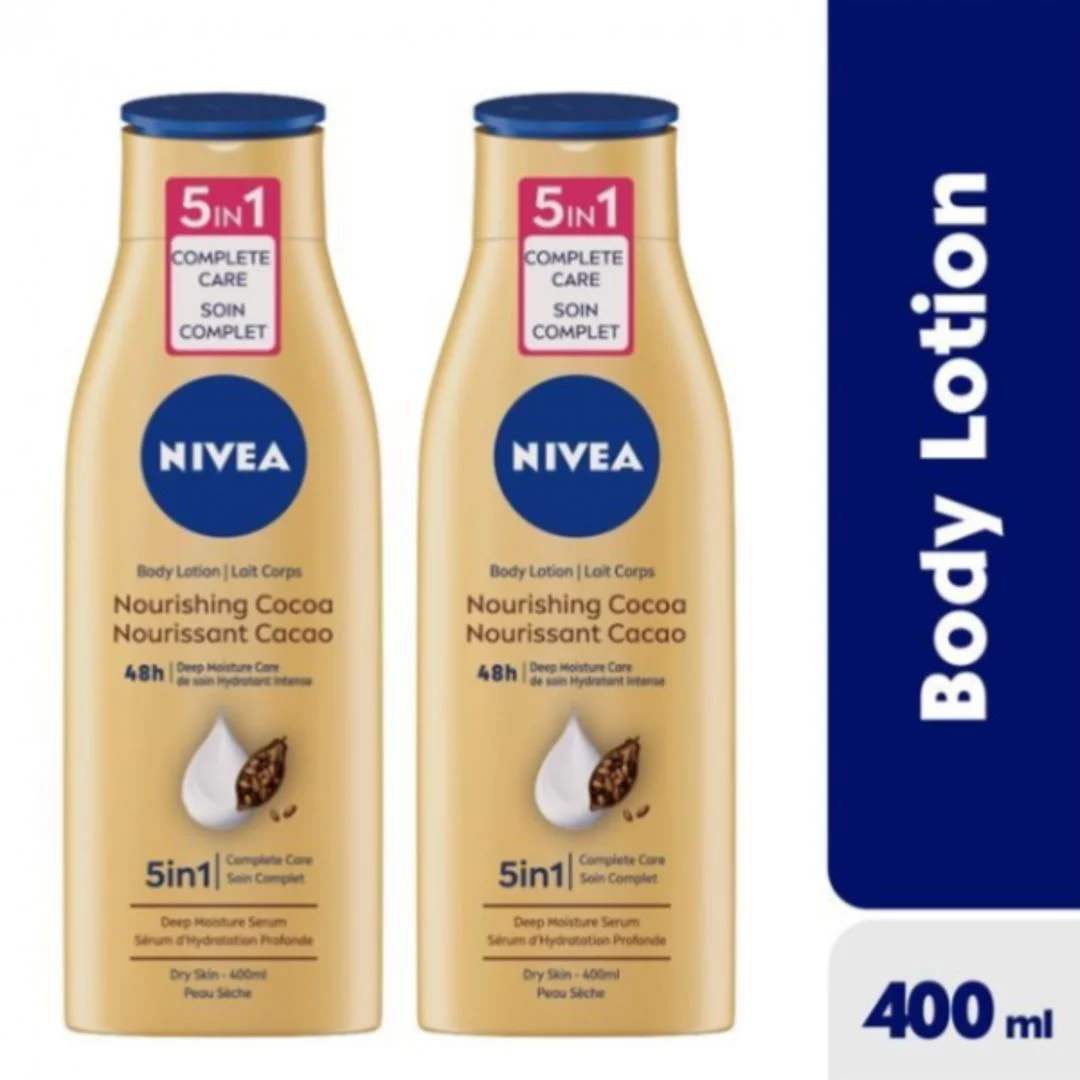 5IN1
COMPLETE
CARE
SOIN
COMPLET
NIVEA
Body Lotion | Lait Corps
Nourishing Cocoa
Nourissant Cacao
48h | Deep Moisture Care
de soin Hydratant Intense
5in1 | Complete Care
Soin Complet
Deep Moisture Serum
Sérum d'Hydratation Profonde
Dry Skin - 400ml
Peau Sèche
5IN1
COMPLETE
CARE
SOIN
COMPLET
NIVEA
Body Lotion | Lait Corps
Nourishing Cocoa
Nourissant Cacao
48h | Deep Moisture Care
de soin Hydratant Intense
5in1 | Complete Care
Soin Complet
Deep Moisture Serum
Sérum d'Hydratation Profonde
Dry Skin - 400ml
Peau Sèche
Body Lotion
400 ml